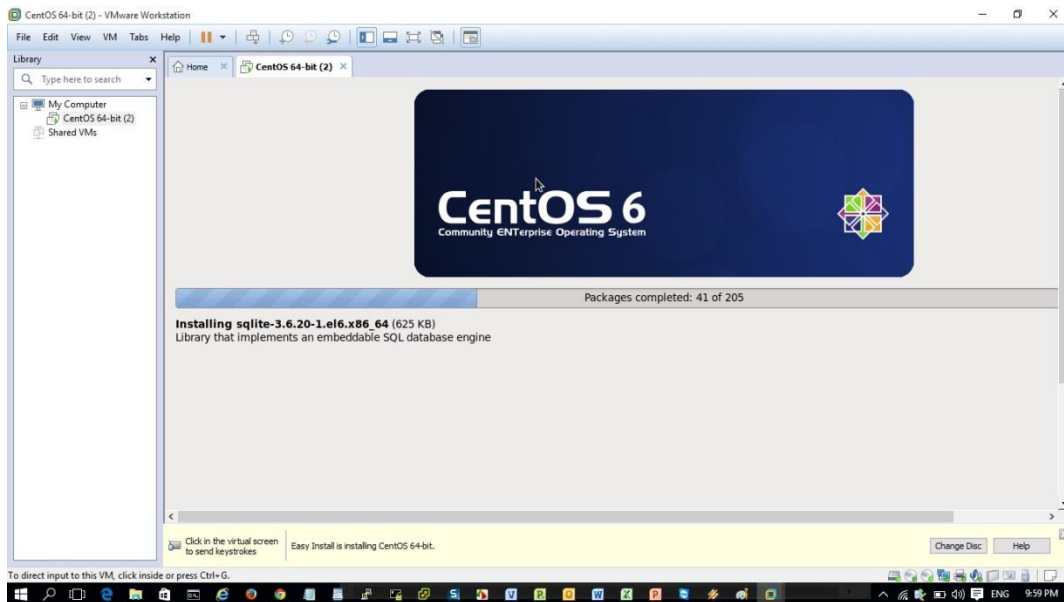 CentOS 64-bit (2) - VMware Workstation
File Edit View VM Tabs Help
Library
Type here to search
My Computer
CentOS 64-bit (2)
Shared VMs
Home
CentOS 64-bit (2)
CentOS 6
Community ENTerprise Operating System
Packages completed: 41 of 205
Installing sqlite-3.6.20-1.el6.x86_64 (625 KB)
Library that implements an embeddable SQL database engine
Click in the virtual screen
to send keystrokes
Easy Install is installing CentOS 64-bit.
Change Disc
Help
To direct input to this VM, click inside or press Ctrl+G.
ENG 9:59 PM